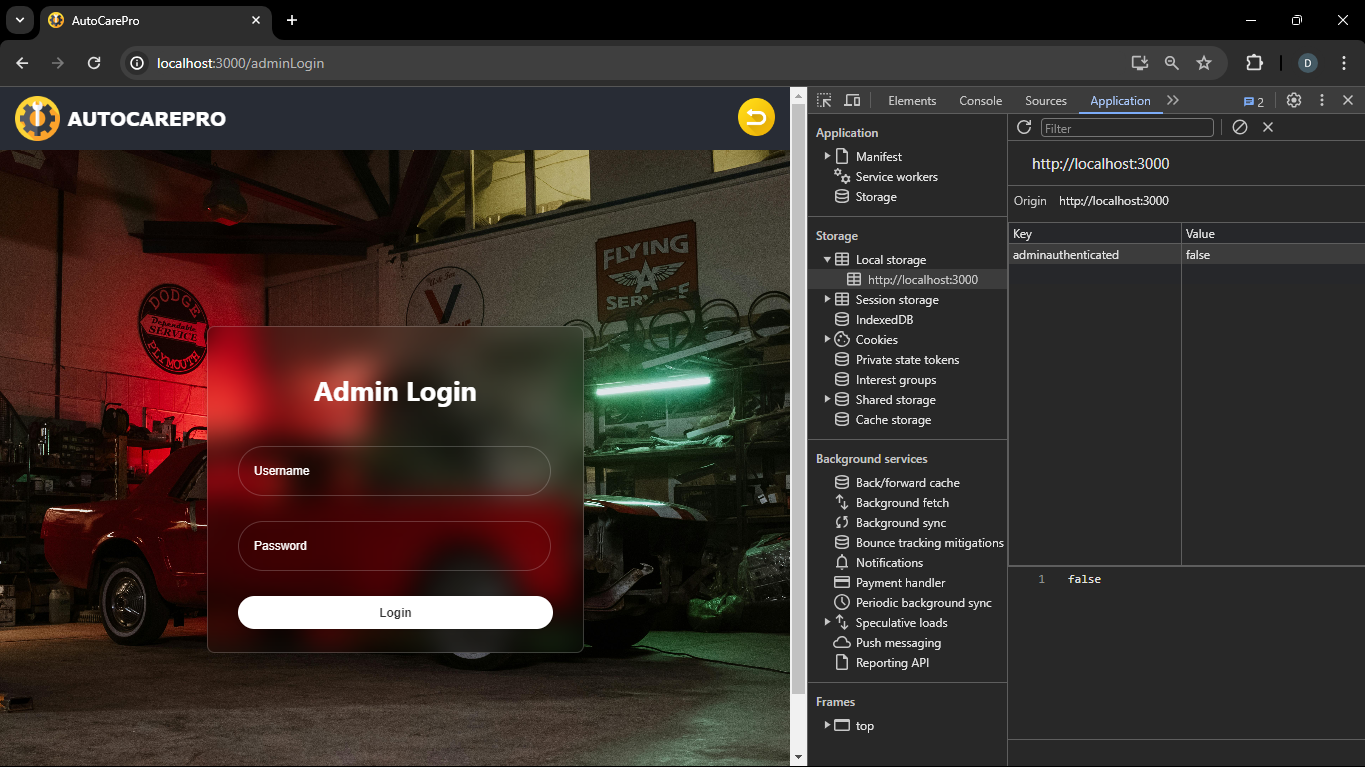 AutoCarePro
localhost:3000/adminLogin
D
AUTOCAREPRO
FLYING
A
SERVICE
DODGE
Dependable
SERVICE
PLYMOUTH
V
Admin Login
Username
Password
Login
Elements
Console
Sources
Application
2
Application
Manifest
Service workers
Storage
Storage
Local storage
http://localhost:3000
Session storage
IndexedDB
Cookies
Private state tokens
Interest groups
Shared storage
Cache storage
Background services
Back/forward cache
Background fetch
Background sync
Bounce tracking mitigations
Notifications
Payment handler
Periodic background sync
Speculative loads
Push messaging
Reporting API
Frames
top
Filter
http://localhost:3000
Origin http://localhost:3000
Key Value
adminauthenticated false
1 false